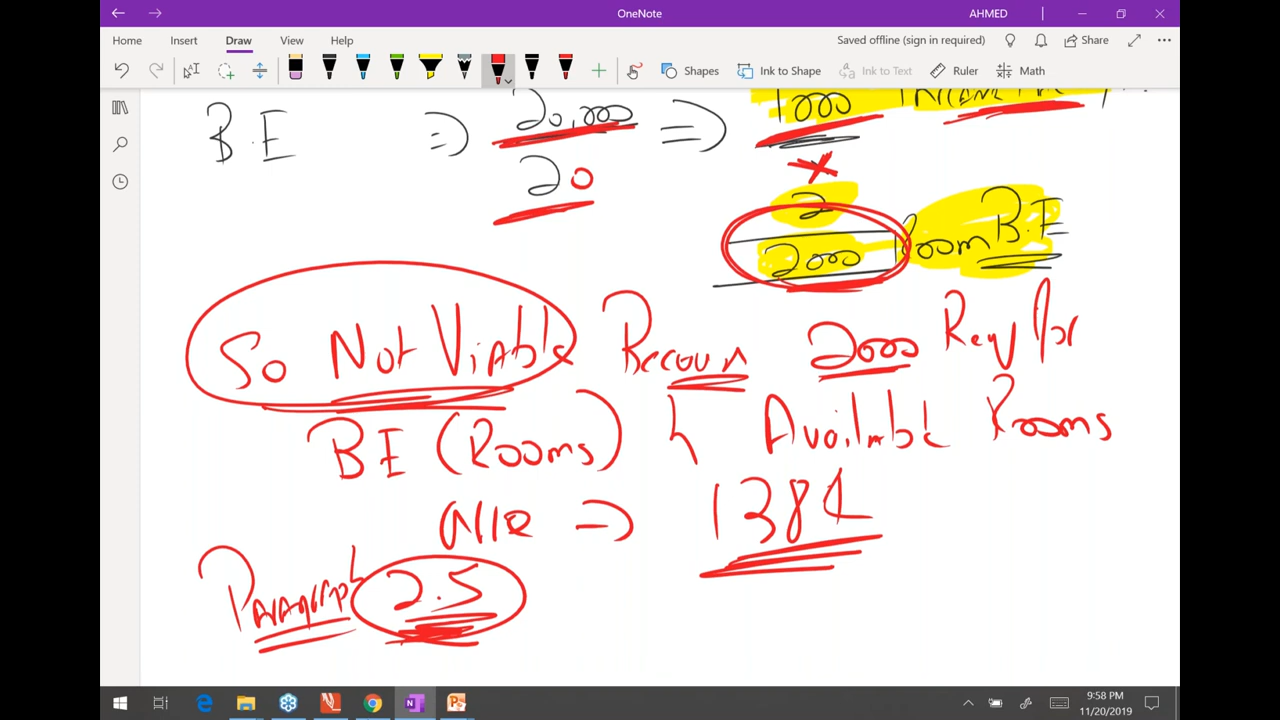 OneNote
AHMED
Home Insert Draw View Help
Saved offline (sign in required)
Share
Shapes
Ink to Shape
Ink to Text
Ruler
Math
B.E => 20,000 => 1000
20
×
2
2000 Room B.E
So Not Viable 2000 Req for
BE (Rooms) Available Rooms
=> 1384
Paragraph 2.5
9:58 PM
11/20/2019